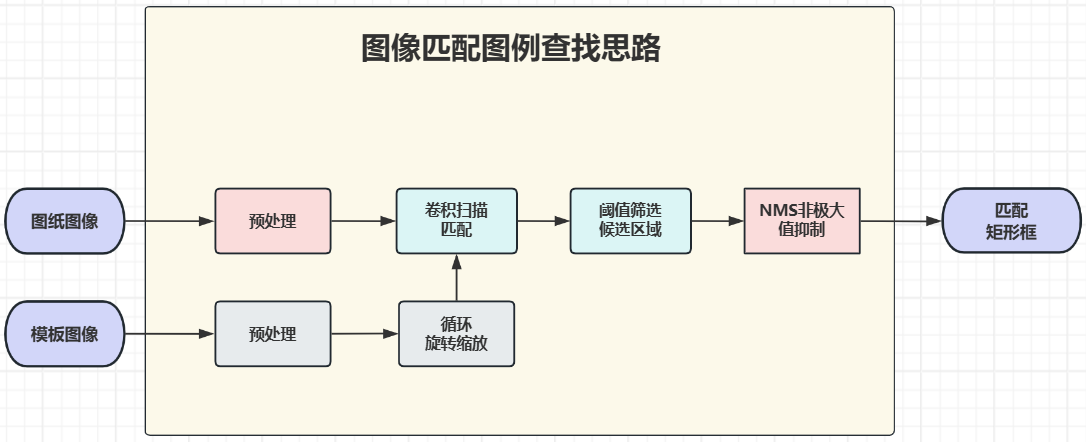 图像匹配图例查找思路
图纸图像
预处理
卷积扫描
匹配
阈值筛选
候选区域
NMS非极大
值抑制
匹配
矩形框
模板图像
预处理
循环
旋转缩放